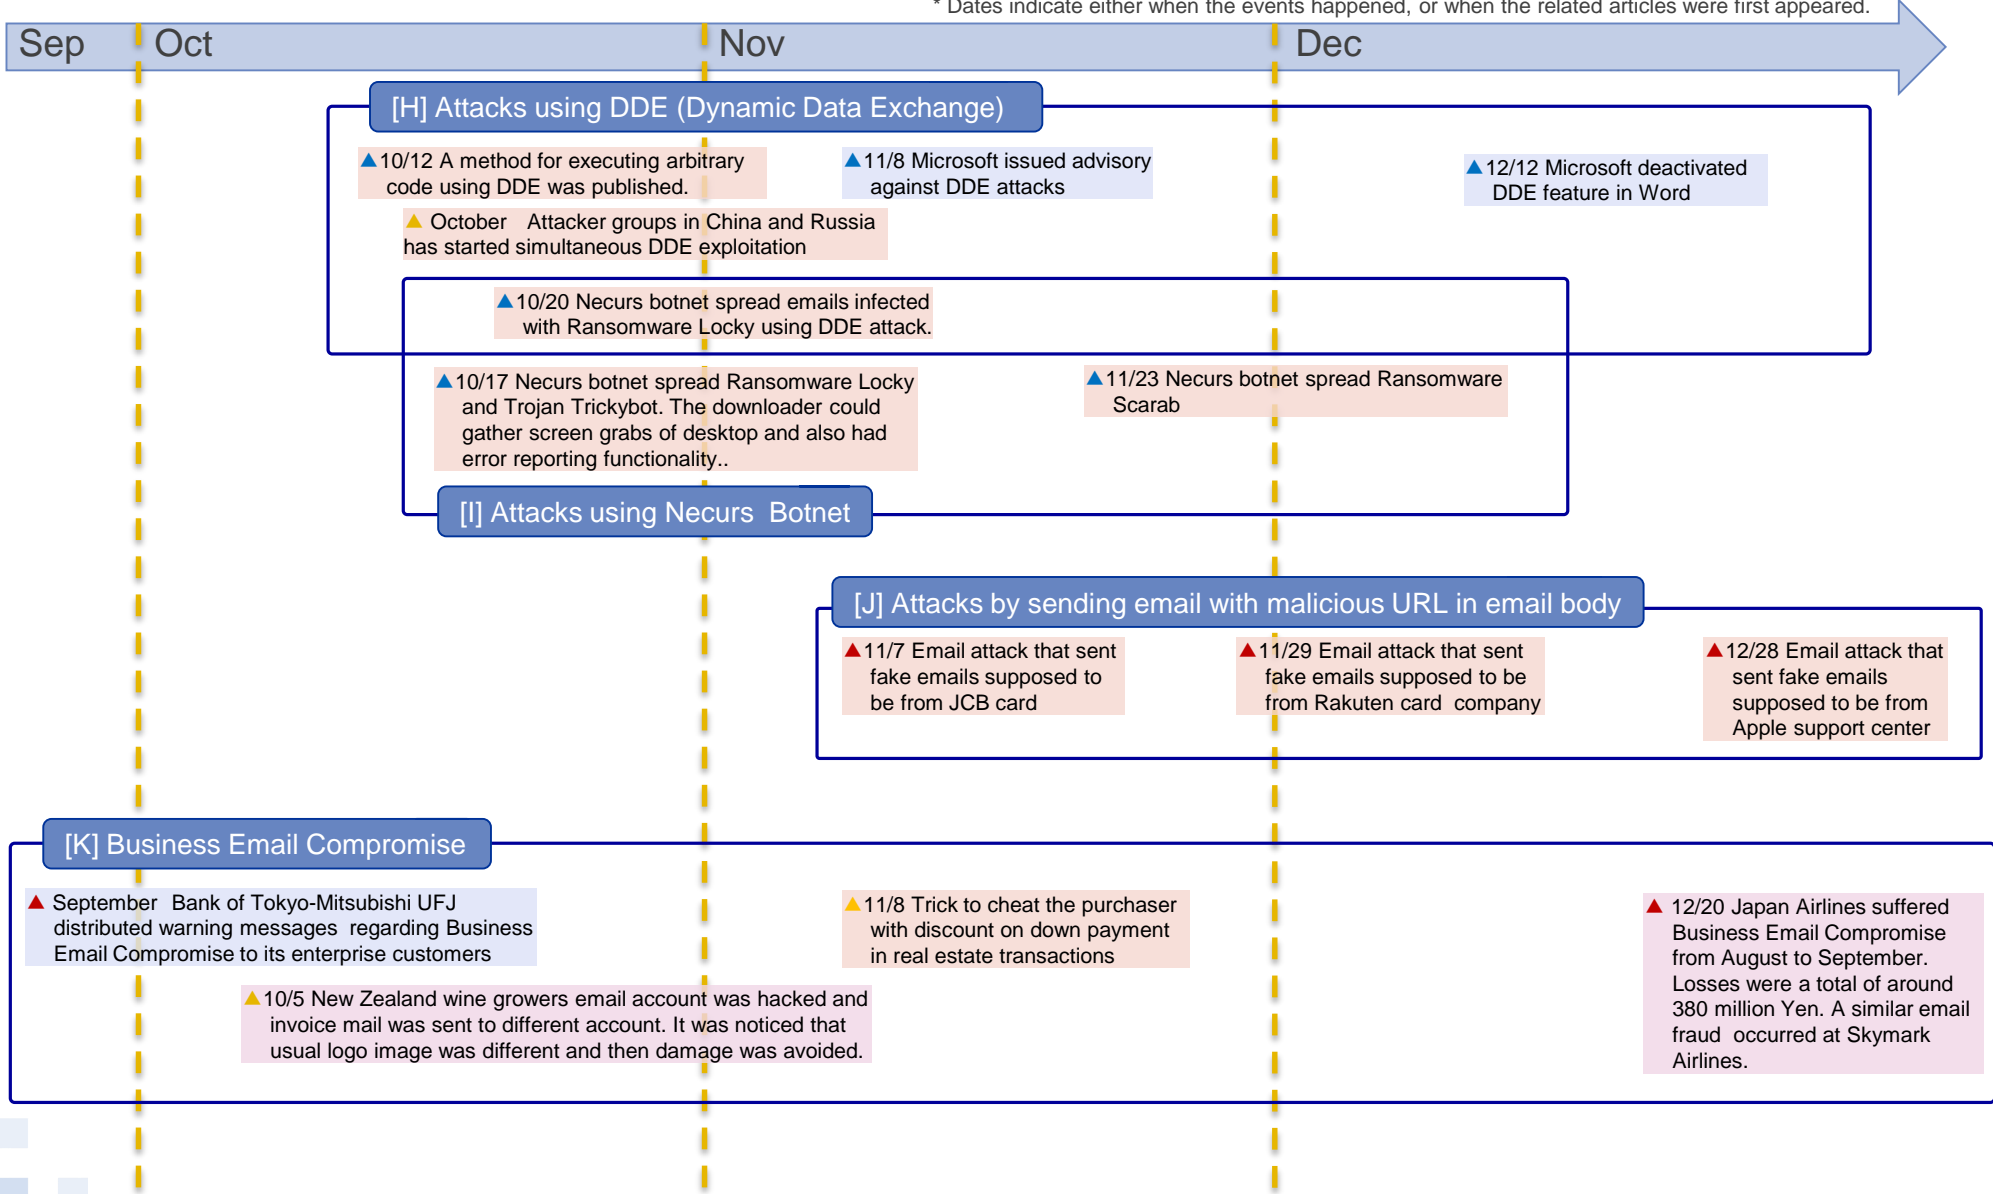 * Dates indicate either when the events happened, or when the related articles were first appeared.
Sep Oct Nov Dec
[H] Attacks using DDE (Dynamic Data Exchange)
▲10/12 A method for executing arbitrary
code using DDE was published.
▲11/8 Microsoft issued advisory
against DDE attacks
▲12/12 Microsoft deactivated
DDE feature in Word
▲ October Attacker groups in China and Russia
has started simultaneous DDE exploitation
▲10/20 Necurs botnet spread emails infected
with Ransomware Locky using DDE attack.
▲10/17 Necurs botnet spread Ransomware Locky
and Trojan Trickybot. The downloader could
gather screen grabs of desktop and also had
error reporting functionality..
▲11/23 Necurs botnet spread Ransomware
Scarab
[I] Attacks using Necurs Botnet
[J] Attacks by sending email with malicious URL in email body
▲11/7 Email attack that sent
fake emails supposed to
be from JCB card
▲11/29 Email attack that sent
fake emails supposed to be
from Rakuten card company
▲12/28 Email attack that
sent fake emails
supposed to be from
Apple support center
[K] Business Email Compromise
▲ September Bank of Tokyo-Mitsubishi UFJ
distributed warning messages regarding Business
Email Compromise to its enterprise customers
▲11/8 Trick to cheat the purchaser
with discount on down payment
in real estate transactions
▲ 12/20 Japan Airlines suffered
Business Email Compromise
from August to September.
Losses were a total of around
380 million Yen. A similar email
fraud occurred at Skymark
Airlines.
▲10/5 New Zealand wine growers email account was hacked and
invoice mail was sent to different account. It was noticed that
usual logo image was different and then damage was avoided.